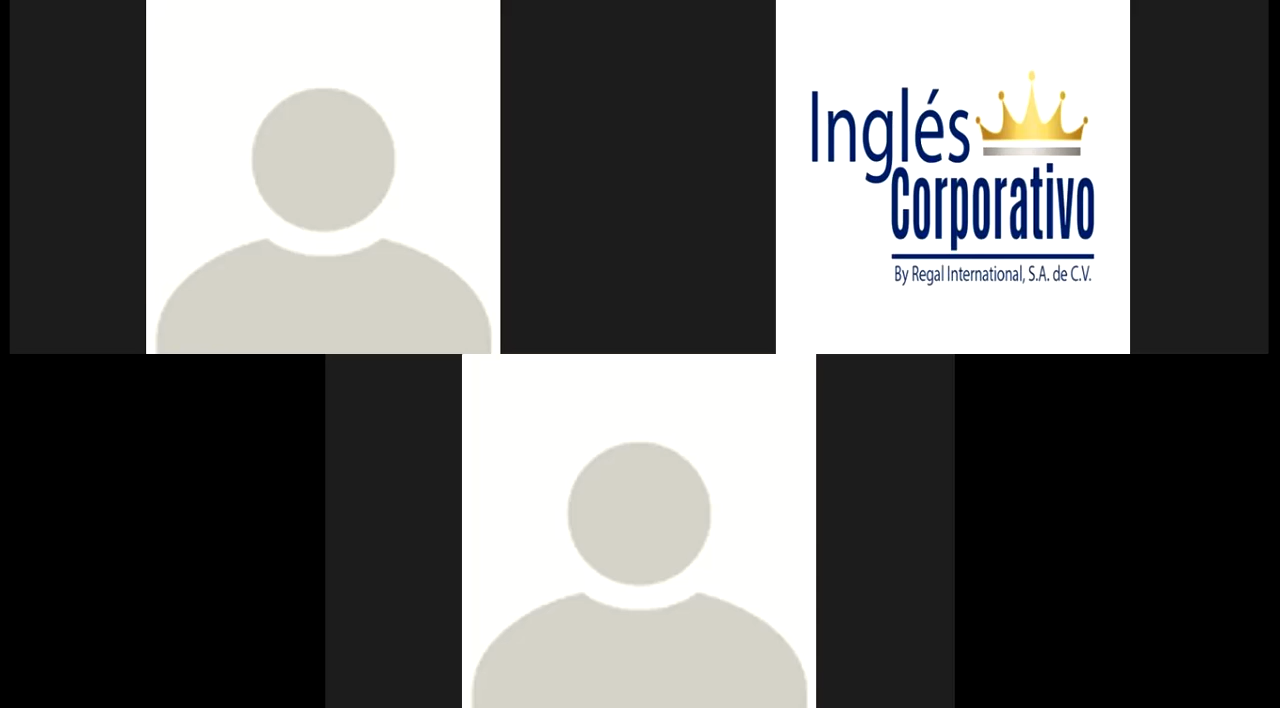 Inglés
Corporativo
By Regal International, S.A. de C.V.